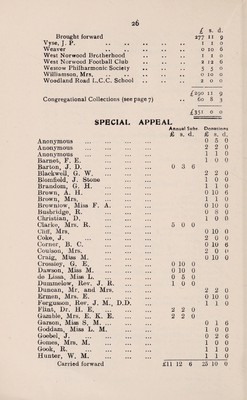 26
£ s. d.
Brought forward 277 11 9
Vyse, J. P. .. .. .. .. .. 1 1 0
Weaver .. .. .. .. .. 0 10 6
West Norwood Brotherhood .. .. .. 1 1 0
West Norwood Football Club .. .. .. 2 12 6
Westow Philharmonic Society .. .. .. 5 5 0
Williamson, Mrs. .. .. .. .. 0 10 0
Woodland Road L.C.C. School .. .. .. 2 0 0
£290 11 9
Congregational Collections (see page 7) .. .. 60 8 3
£351 0 0
SPECIAL APPEAL
Annual Subs. Donations
£ s. d. £ s. d.
Anonymous ... ... ... ... 0 5 0
Anonymous ... ... ... ... 2 2 0
Anonymous ... ... ... ... 1 1 0
Barnet, F. E. ... ... ... ... 1 0 0
Barton, J. D. ... ... ... ... 0 5 6
Blackwell, G. W. ... ... ... 2 2 0
Blomfield, J. Stone ... ... ... 1 0 0
Brandom, G. H. ... ... ... 1 1 0
Brown, A. H. ... ... ... ... 0 10 6
Brown, Mrs. ... ... ... ... 1 1 0
Brownlow, Miss F. A. ... ... ... 0 10 0
Busbridge, R. ... ... ... ... 0 8 0
Christian, D. ... ... ... ... 1 0 0
Clarke, Mrs. R. ... ... ... 5 0 0
Clift, Mrs. ... ... ... ... 0 10 0
Coke, J. ... ... ... ... 2 0 0
Corner, B. C. ... ... ... ... 0 10 6
Coulson, Mrs. ... ... ... ... 2 0 0
Craig, Miss M. ... ... ... ... 0 10 0
Crossley, G. E. ... ... ... 0 10 0
Dawson, Miss M. ... ... ... 0 10 0
de Lissa, Miss L. ... ... ... 0 5 0
Dummelow, Rev. J. R. ... ... 1 0 0
Duncan, Mr. and Mrs. ... ... ... 2 2 0
Ermen, Mrs. E. ... ... ... ... 0 10 0
Fergusson, Rev. J. M., D.D. ... ... 1 1 0
Flint, Dr. H. E. ... ... ... 2 2 0
Gamble, Mrs. E. K. E. ... ... 2 2 0
Garson, Miss S. M. ... ... ... 0 1 6
Goddam, Miss L. M. ... ... ... 1 0 0
Goebel, J. ... ... ... ... 0 2 6
Gomes, Mrs. M. ... ... ... 1 0 0
Gook, R. ... ... ... ... 1 1 0
Hunter, W. M. ... ... ... ... 1 1 0
Carried forward £11 12 6 25 10 0